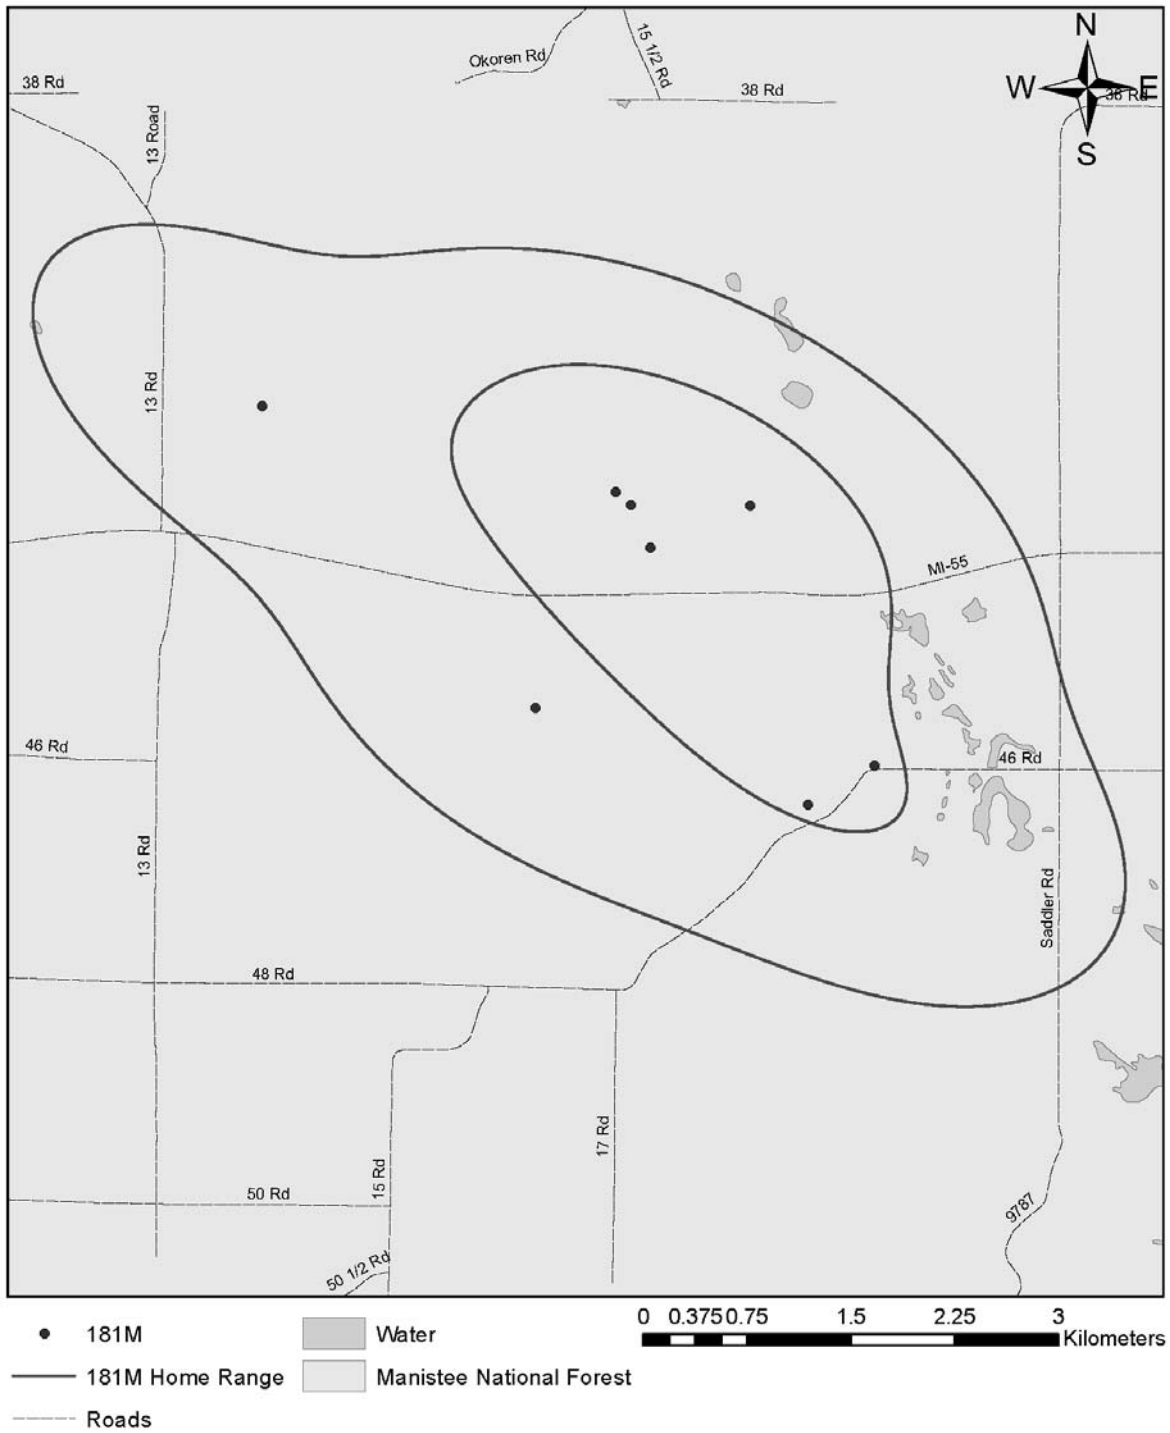 N
W E
S
Okoren Rd
15 1/2 Rd
38 Rd
38 Rd
38 Rd
13 Road
13 Rd
MI-55
46 Rd
46 Rd
13 Rd
Saddler Rd
48 Rd
17 Rd
15 Rd
50 Rd
9787
50 1/2 Rd
0 0.375 0.75 1.5 2.25 3
Kilometers
181M
Water
181M Home Range
Manistee National Forest
Roads